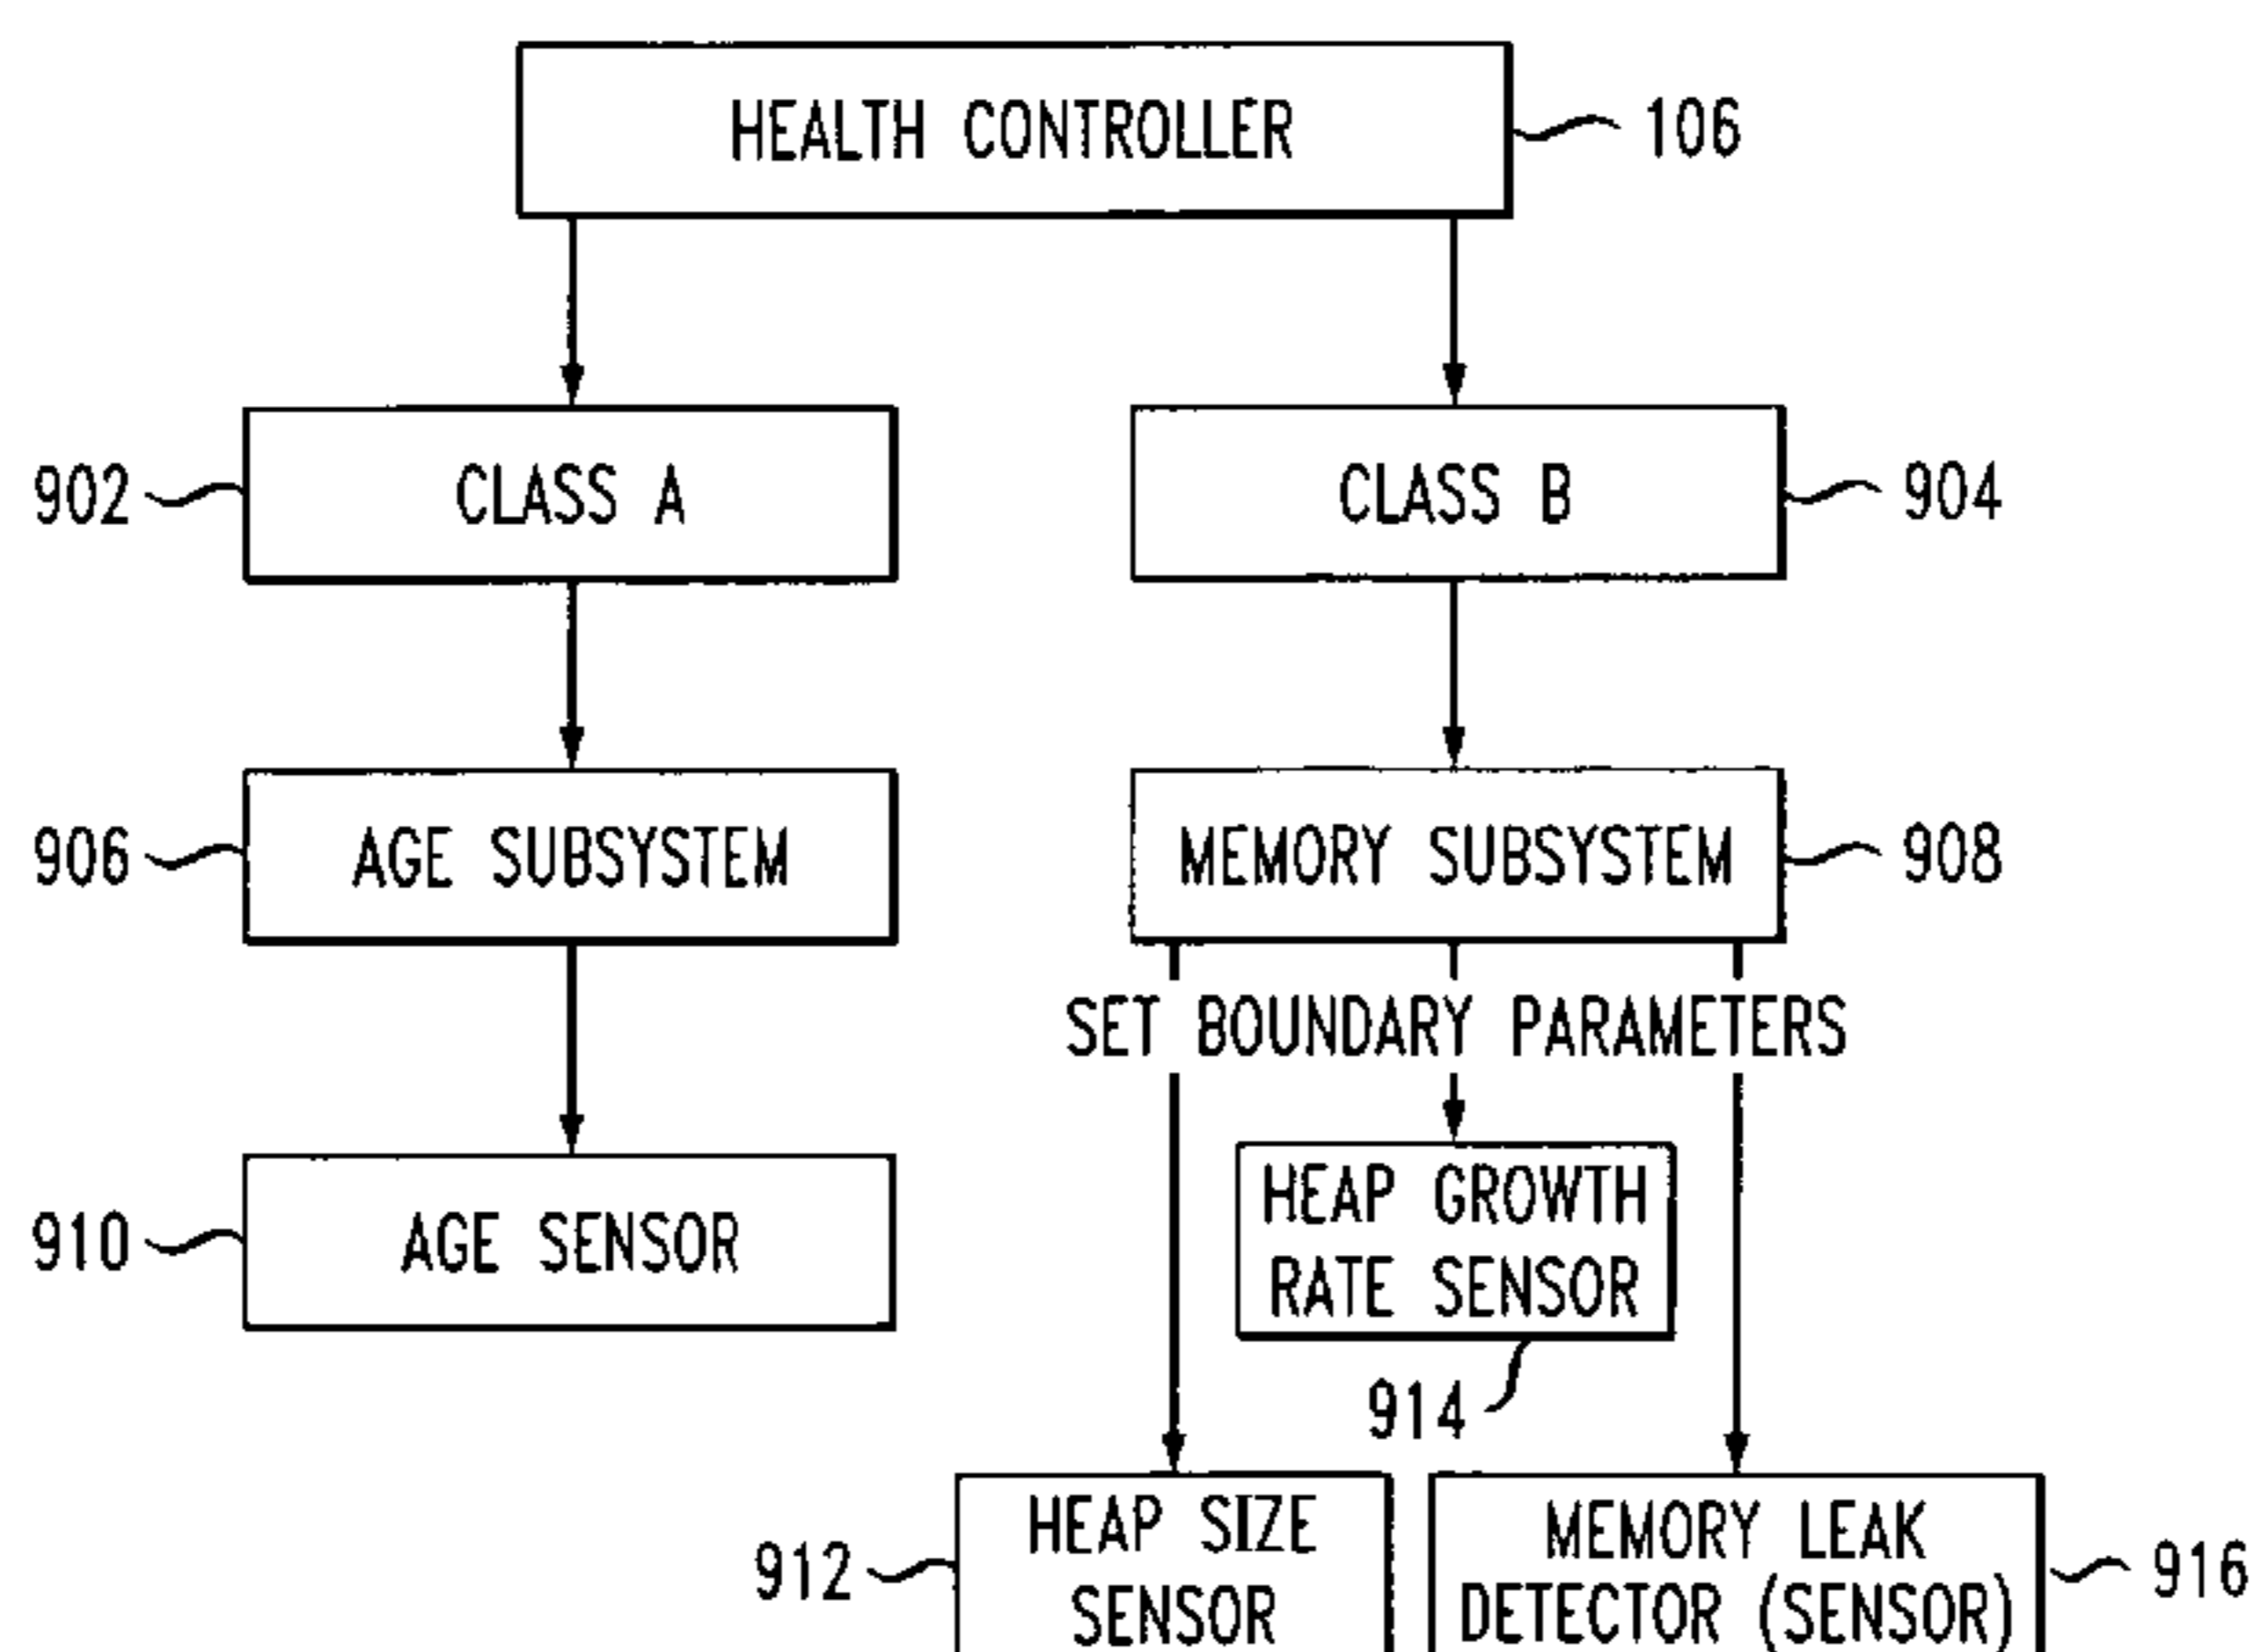 HEALTH CONTROLLER
106
902
CLASS A
CLASS B
904
906
AGE SUBSYSTEM
MEMORY SUBSYSTEM
908
SET BOUNDARY PARAMETERS
910
AGE SENSOR
HEAP GROWTH
RATE SENSOR
914
912
HEAP SIZE
SENSOR
MEMORY LEAK
DETECTOR (SENSOR)
916